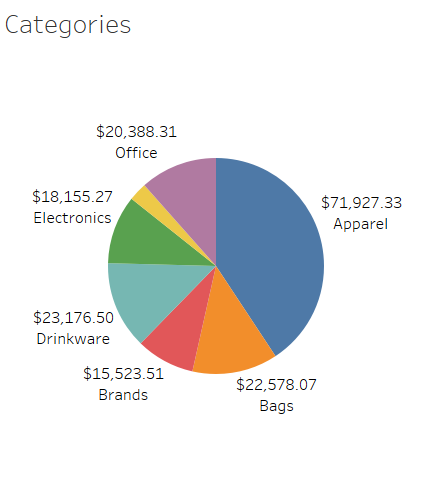 Categories
$20,388.31
Office
$18,155.27
Electronics
$71,927.33
Apparel
$23,176.50
Drinkware
$15,523.51
Brands
$22,578.07
Bags